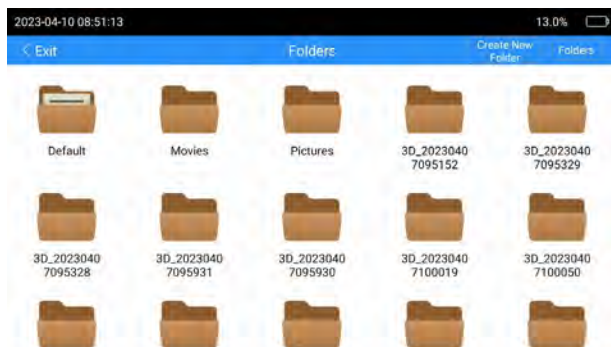 2023-04-10 08:51:13 13.0%
< Exit Folders Create New Folders
Folder
Default Movies Pictures 3D_2023040 3D_2023040
7095152 7095329
3D_2023040 3D_2023040 3D_2023040 3D_2023040 3D_2023040
7095328 7095931 7095930 7100019 7100050